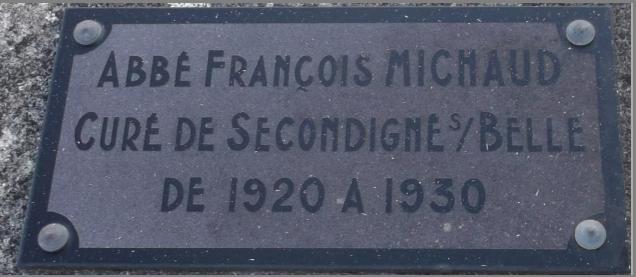 ABBÉ FRANÇOIS MICHAUD
CURÉ DE SECONDIGNÉ S/BELLE
DE 1920 A 1930